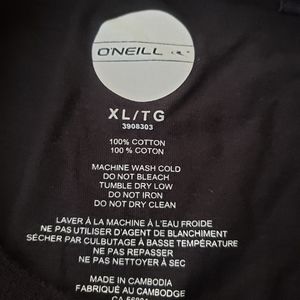 O'NEILL
XL/TG
3908303
100% COTTON
100% COTON
MACHINE WASH COLD
DO NOT BLEACH
TUMBLE DRY LOW
DO NOT IRON
DO NOT DRY CLEAN
LAVER À LA MACHINE À L'EAU FROIDE
NE PAS UTILISER D'AGENT DE BLANCHIMENT
SÉCHER PAR CULBUTAGE À BASSE TEMPÉRATURE
NE PAS REPASSER
NE PAS NETTOYER À SEC
MADE IN CAMBODIA
FABRIQUÉ AU CAMBODGE